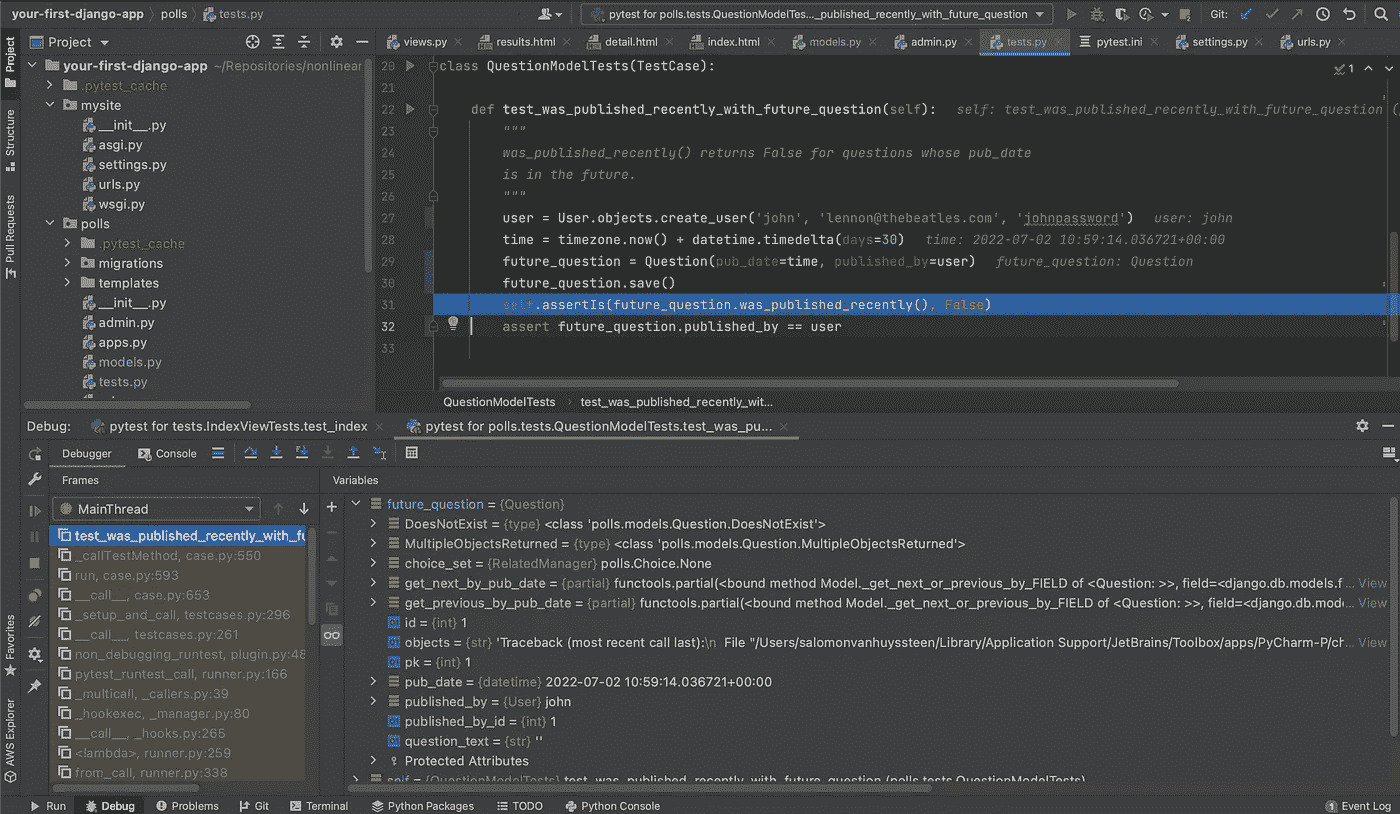 your-first-django-app polls tests.py
pytest for polls.tests.QuestionModelTes..._published_recently_with_future_question
Git:
Project
views.py results.html detail.html index.html models.py admin.py tests.py pytest.ini settings.py urls.py
Project
Structure
Pull Requests
Favorites
AWS Explorer
your-first-django-app ~/Repositories/nonlinear
.pytest_cache
mysite
__init__.py
asgi.py
settings.py
urls.py
wsgi.py
polls
.pytest_cache
migrations
templates
__init__.py
admin.py
apps.py
models.py
tests.py
1
20 class QuestionModelTests(TestCase):
21
22 def test_was_published_recently_with_future_question(self): self: test_was_published_recently_with_future_question (
23 """
24 was_published_recently() returns False for questions whose pub_date
25 is in the future.
26 """
27 user = User.objects.create_user('john', 'lennon@thebeatles.com', 'johnpassword') user: john
28 time = timezone.now() + datetime.timedelta(days=30) time: 2022-07-02 10:59:14.036721+00:00
29 future_question = Question(pub_date=time, published_by=user) future_question: Question
30 future_question.save()
31 self.assertIs(future_question.was_published_recently(), False)
32 assert future_question.published_by == user
33
QuestionModelTests test_was_published_recently_wit...
Debug: pytest for tests.IndexViewTests.test_index pytest for polls.tests.QuestionModelTests.test_was_pu...
Debugger Console
Frames
MainThread
test_was_published_recently_with_fu
_callTestMethod, case.py:550
run, case.py:593
__call__, case.py:653
_setup_and_call, testcases.py:296
__call__, testcases.py:261
non_debugging_runtest, plugin.py:48
pytest_runtest_call, runner.py:166
_multicall, _callers.py:39
_hookexec, _manager.py:80
__call__, _hooks.py:265
<lambda>, runner.py:259
from_call, runner.py:338
Variables
future_question = {Question}
DoesNotExist = {type} <class 'polls.models.Question.DoesNotExist'>
MultipleObjectsReturned = {type} <class 'polls.models.Question.MultipleObjectsReturned'>
choice_set = {RelatedManager} polls.Choice.None
get_next_by_pub_date = {partial} functools.partial(<bound method Model._get_next_or_previous_by_FIELD of <Question: >>, field=<django.db.models.f... View
get_previous_by_pub_date = {partial} functools.partial(<bound method Model._get_next_or_previous_by_FIELD of <Question: >>, field=<django.db.mode... View
id = {int} 1
objects = {str} 'Traceback (most recent call last):\n File "/Users/salomonvanhuyssteen/Library/Application Support/JetBrains/Toolbox/apps/PyCharm-P/ch... View
pk = {int} 1
pub_date = {datetime} 2022-07-02 10:59:14.036721+00:00
published_by = {User} john
published_by_id = {int} 1
question_text = {str} ''
Protected Attributes
self = {QuestionModelTests} test_was_published_recently_with_future_question (polls.tests.QuestionModelTests)
Run Debug Problems Git Terminal Python Packages TODO Python Console 1 Event Log